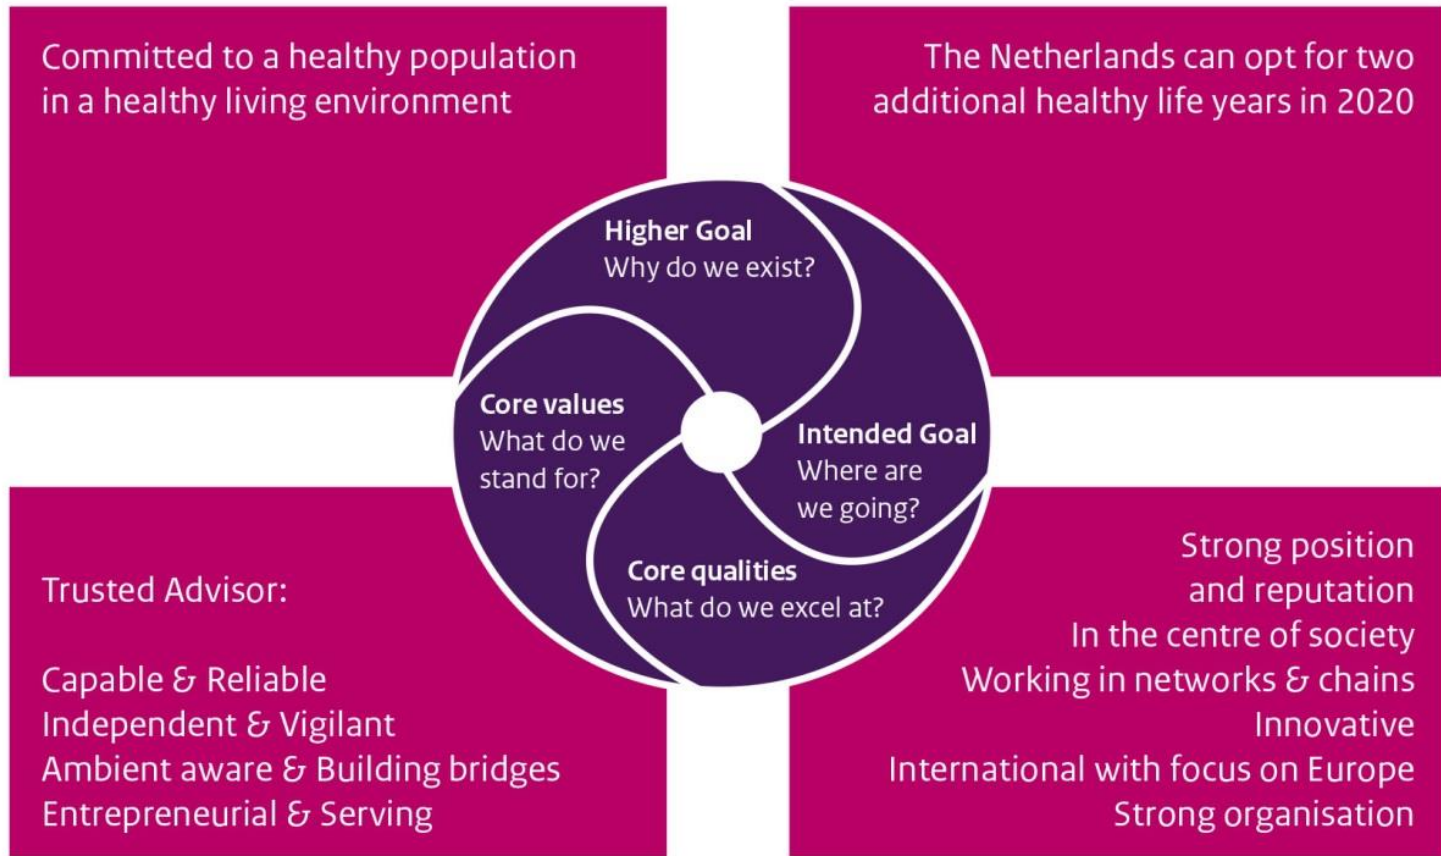 Committed to a healthy population
in a healthy living environment
The Netherlands can opt for two
additional healthy life years in 2020
Higher Goal
Why do we exist?
Core values
What do we
stand for?
Intended Goal
Where are
we going?
Core qualities
What do we excel at?
Trusted Advisor:
Capable & Reliable
Independent & Vigilant
Ambient aware & Building bridges
Entrepreneurial & Serving
Strong position
and reputation
In the centre of society
Working in networks & chains
Innovative
International with focus on Europe
Strong organisation